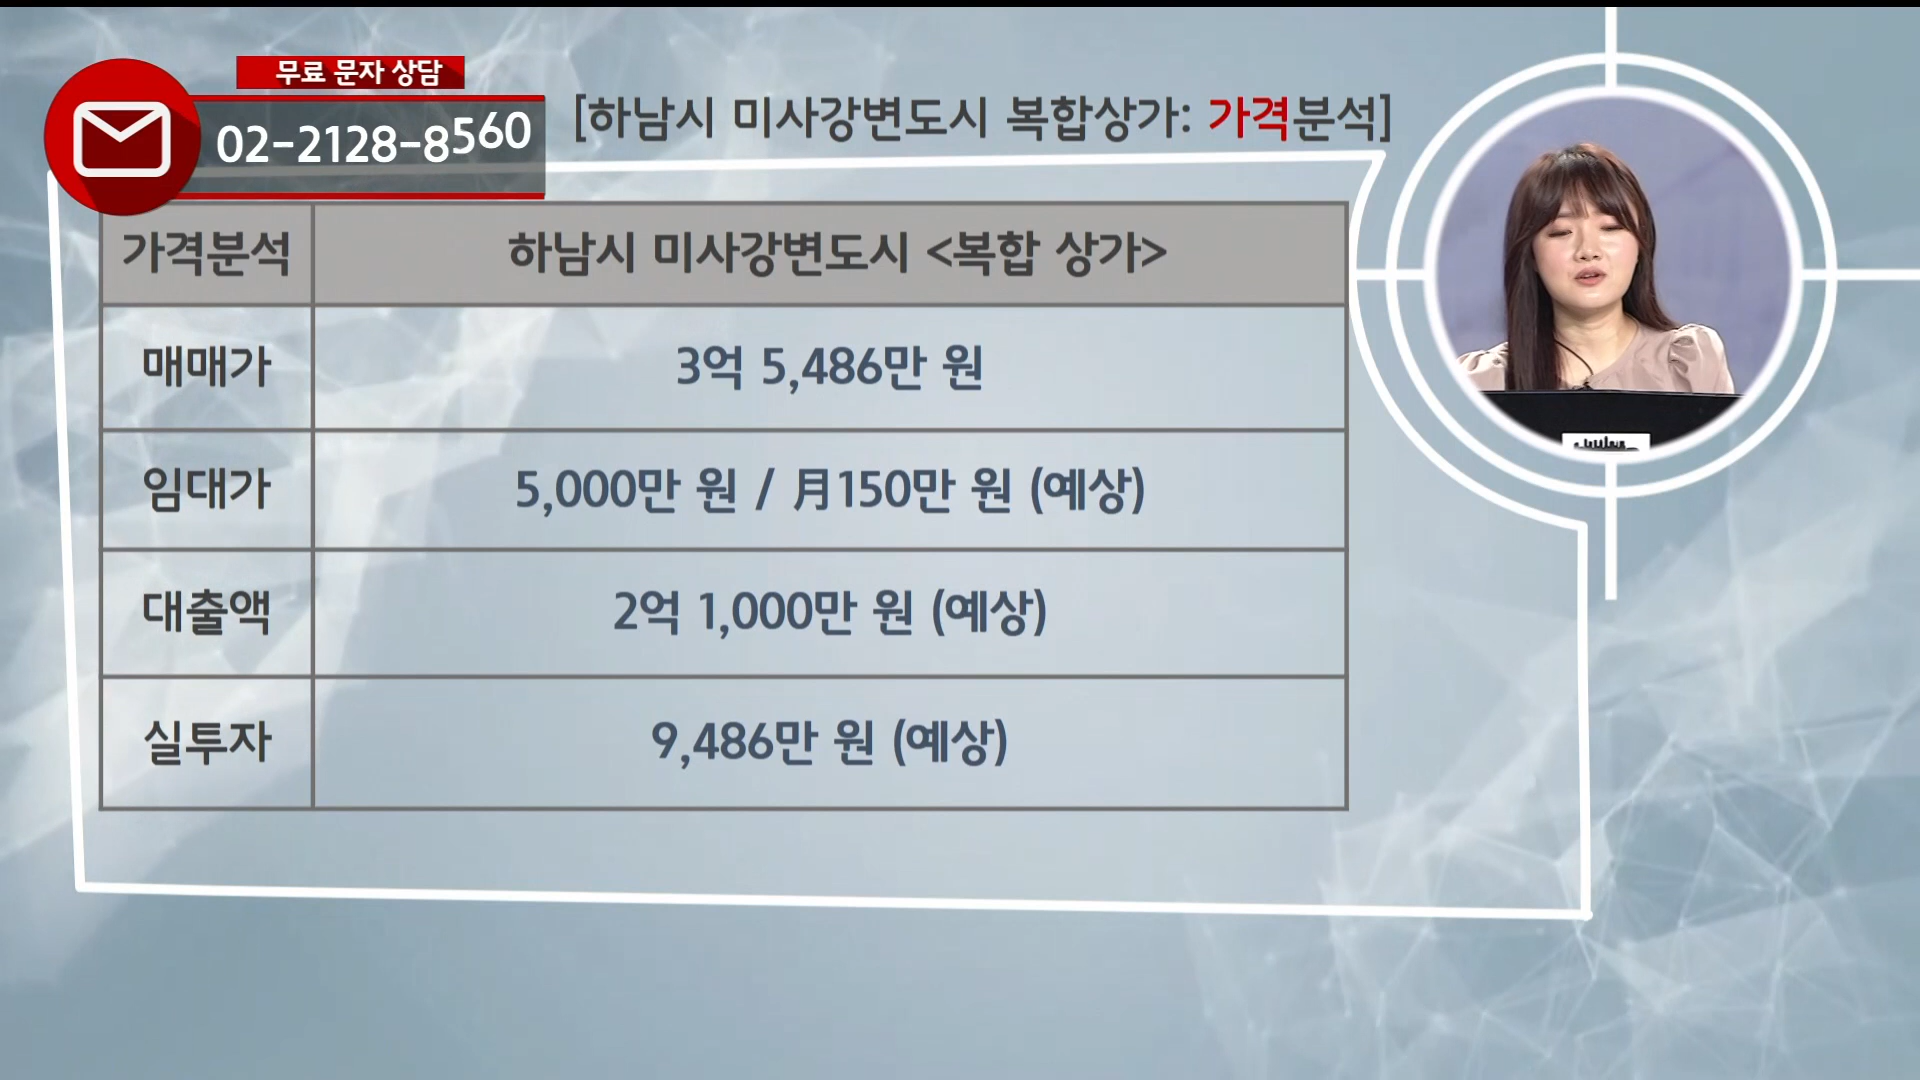 무료 문자 상담
02-2128-8560
[하남시 미사강변도시 복합상가: 가격분석]
가격분석 하남시 미사강변도시 <복합 상가>
매매가 3억 5,486만 원
임대가 5,000만 원 / 月150만 원 (예상)
대출액 2억 1,000만 원 (예상)
실투자 9,486만 원 (예상)